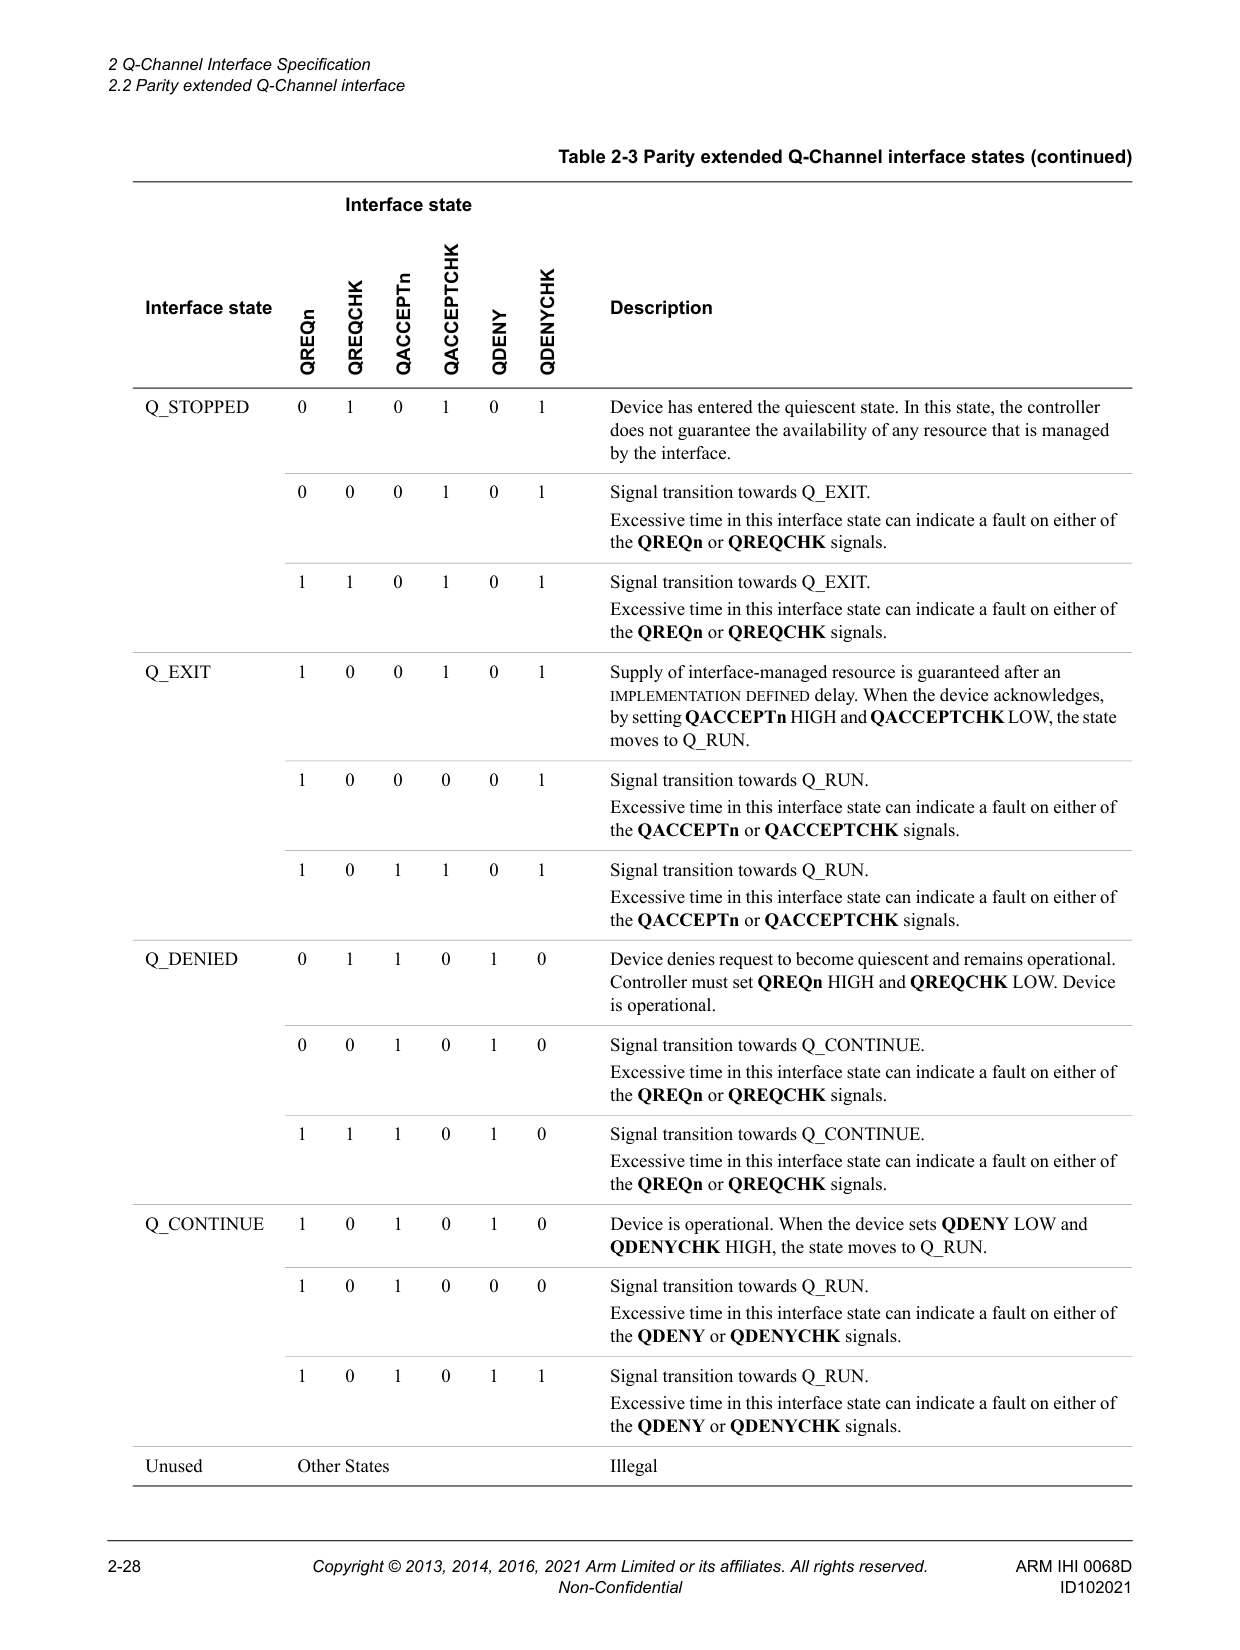 2 Q-Channel Interface Specification
2.2 Parity extended Q-Channel interface
Table 2-3 Parity extended Q-Channel interface states (continued)
Interface state
Interface state QREQn QREQCHK QACCEPTn QACCEPTCHK QDENY QDENYCHK Description
Q_STOPPED 0 1 0 1 0 1 Device has entered the quiescent state. In this state, the controller
does not guarantee the availability of any resource that is managed
by the interface.
0 0 0 1 0 1 Signal transition towards Q_EXIT.
Excessive time in this interface state can indicate a fault on either of
the QREQn or QREQCHK signals.
1 1 0 1 0 1 Signal transition towards Q_EXIT.
Excessive time in this interface state can indicate a fault on either of
the QREQn or QREQCHK signals.
Q_EXIT 1 0 0 1 0 1 Supply of interface-managed resource is guaranteed after an
IMPLEMENTATION DEFINED delay. When the device acknowledges,
by setting QACCEPTn HIGH and QACCEPTCHK LOW, the state
moves to Q_RUN.
1 0 0 0 0 1 Signal transition towards Q_RUN.
Excessive time in this interface state can indicate a fault on either of
the QACCEPTn or QACCEPTCHK signals.
1 0 1 1 0 1 Signal transition towards Q_RUN.
Excessive time in this interface state can indicate a fault on either of
the QACCEPTn or QACCEPTCHK signals.
Q_DENIED 0 1 1 0 1 0 Device denies request to become quiescent and remains operational.
Controller must set QREQn HIGH and QREQCHK LOW. Device
is operational.
0 0 1 0 1 0 Signal transition towards Q_CONTINUE.
Excessive time in this interface state can indicate a fault on either of
the QREQn or QREQCHK signals.
1 1 1 0 1 0 Signal transition towards Q_CONTINUE.
Excessive time in this interface state can indicate a fault on either of
the QREQn or QREQCHK signals.
Q_CONTINUE 1 0 1 0 1 0 Device is operational. When the device sets QDENY LOW and
QDENYCHK HIGH, the state moves to Q_RUN.
1 0 1 0 0 0 Signal transition towards Q_RUN.
Excessive time in this interface state can indicate a fault on either of
the QDENY or QDENYCHK signals.
1 0 1 0 1 1 Signal transition towards Q_RUN.
Excessive time in this interface state can indicate a fault on either of
the QDENY or QDENYCHK signals.
Unused Other States Illegal
2-28 Copyright © 2013, 2014, 2016, 2021 Arm Limited or its affiliates. All rights reserved. ARM IHI 0068D
Non-Confidential ID102021